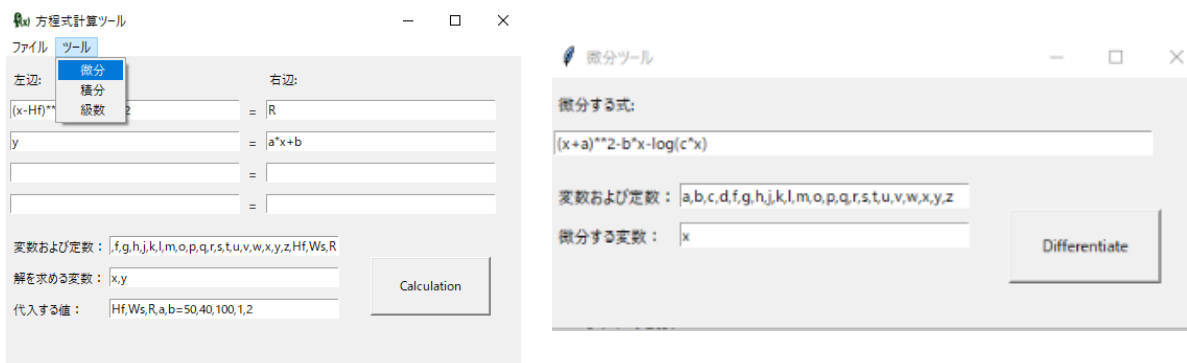 f(x) 方程式計算ツール
ファイル ツール
微分
積分
級数
左辺:
右辺:
(x-Hf)** 2 = R
y = a*x+b
=
=
変数および定数： ,f,g,h,j,k,l,m,o,p,q,r,s,t,u,v,w,x,y,z,Hf,Ws,R
解を求める変数： x,y
代入する値： Hf,Ws,R,a,b=50,40,100,1,2
Calculation
微分ツール
微分する式:
(x+a)**2-b*x-log(c*x)
変数および定数： a,b,c,d,f,g,h,j,k,l,m,o,p,q,r,s,t,u,v,w,x,y,z
微分する変数： x
Differentiate